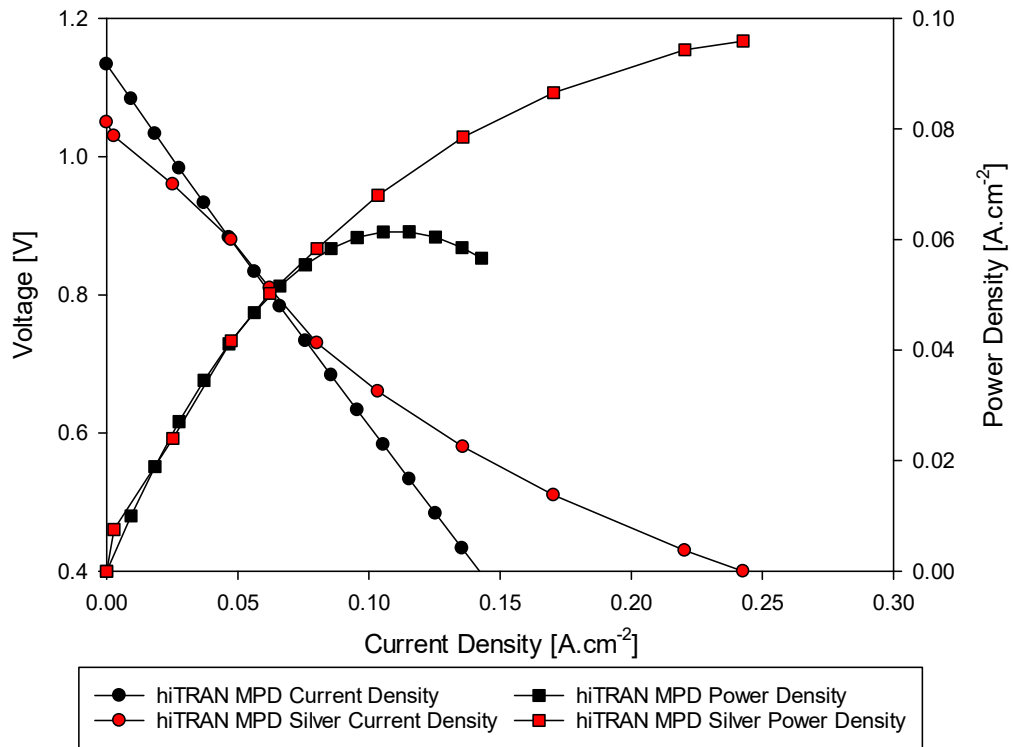 1.2
1.0
0.8
0.6
0.4
Voltage [V]
0.10
0.08
0.06
0.04
0.02
0.00
Power Density [A.cm⁻²]
0.00 0.05 0.10 0.15 0.20 0.25 0.30
Current Density [A.cm⁻²]
hiTRAN MPD Current Density
hiTRAN MPD Silver Current Density
hiTRAN MPD Power Density
hiTRAN MPD Silver Power Density